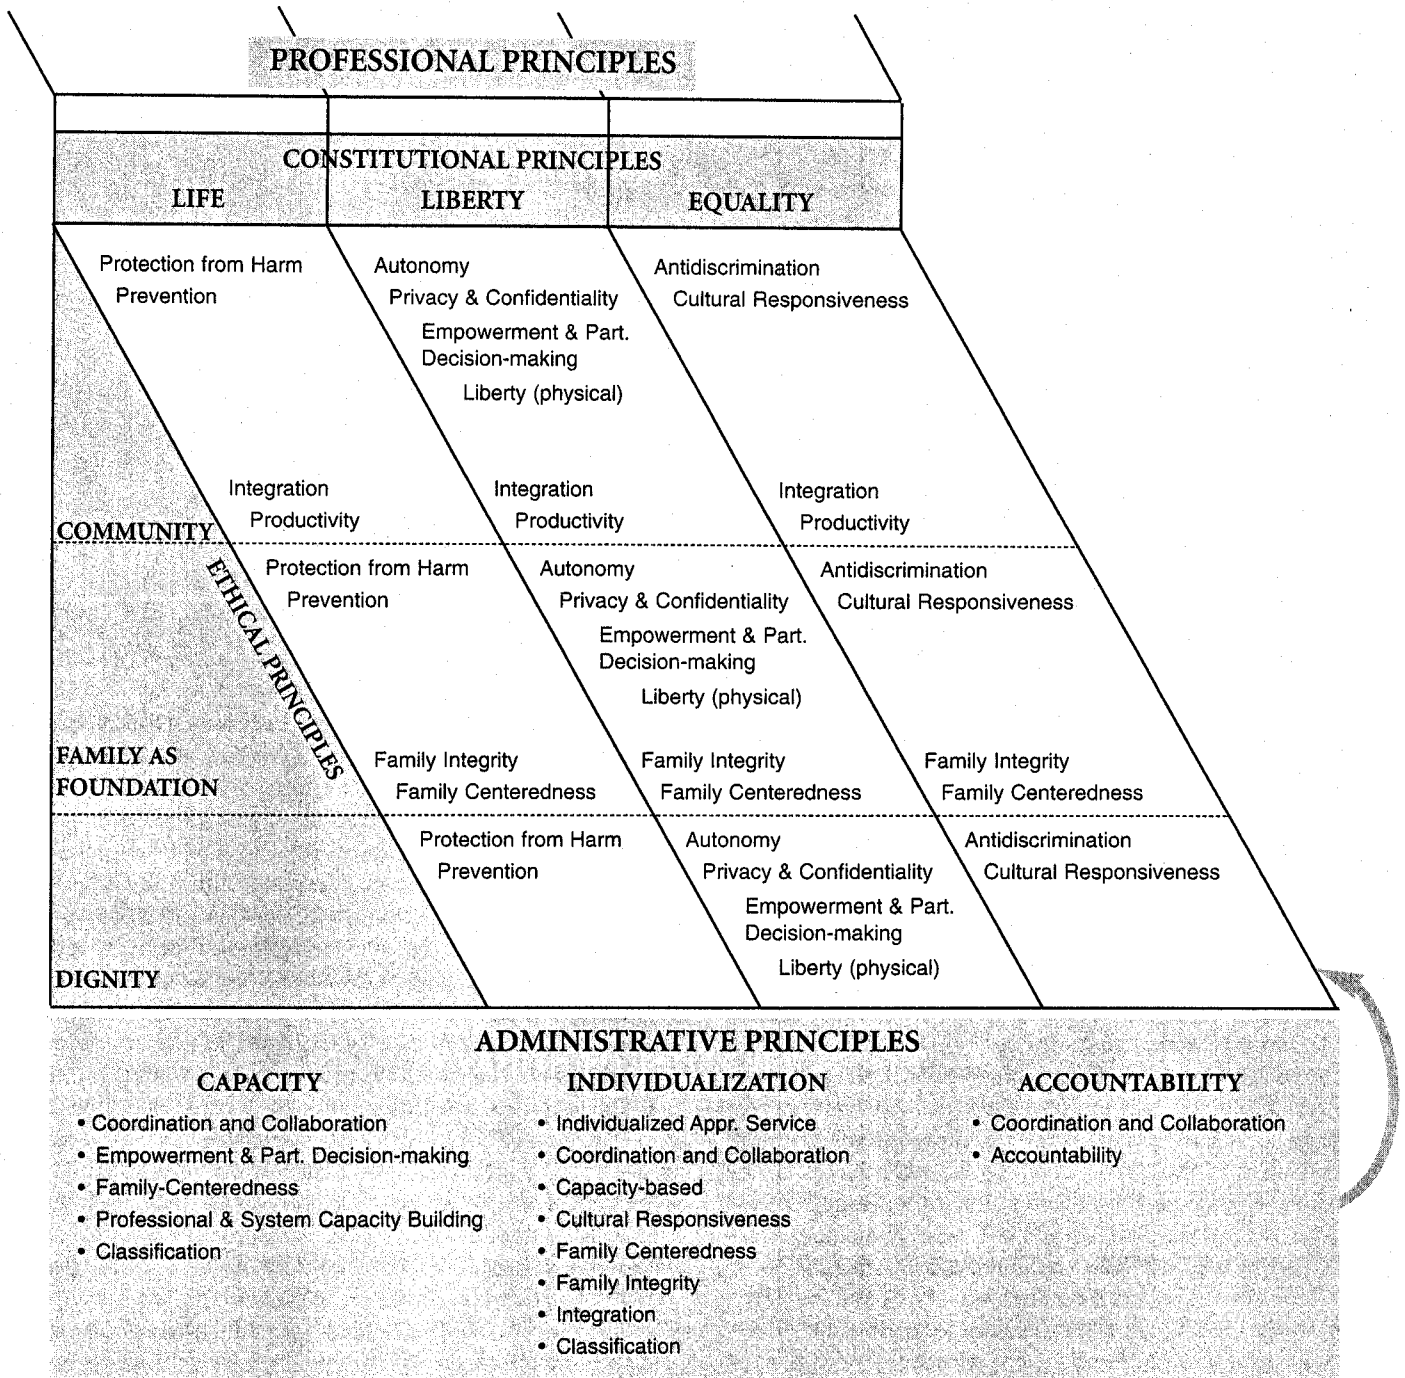 PROFESSIONAL PRINCIPLES
CONSTITUTIONAL PRINCIPLES
LIFE
LIBERTY
EQUALITY
Protection from Harm
Prevention
Autonomy
Privacy & Confidentiality
Empowerment & Part.
Decision-making
Liberty (physical)
Antidiscrimination
Cultural Responsiveness
Integration
Productivity
Integration
Productivity
Integration
Productivity
COMMUNITY
ETHICAL PRINCIPLES
Protection from Harm
Prevention
Autonomy
Privacy & Confidentiality
Empowerment & Part.
Decision-making
Liberty (physical)
Antidiscrimination
Cultural Responsiveness
FAMILY AS
FOUNDATION
Family Integrity
Family Centeredness
Family Integrity
Family Centeredness
Family Integrity
Family Centeredness
Protection from Harm
Prevention
Autonomy
Privacy & Confidentiality
Empowerment & Part.
Decision-making
Liberty (physical)
Antidiscrimination
Cultural Responsiveness
DIGNITY
ADMINISTRATIVE PRINCIPLES
CAPACITY
• Coordination and Collaboration
• Empowerment & Part. Decision-making
• Family-Centeredness
• Professional & System Capacity Building
• Classification
INDIVIDUALIZATION
• Individualized Appr. Service
• Coordination and Collaboration
• Capacity-based
• Cultural Responsiveness
• Family Centeredness
• Family Integrity
• Integration
• Classification
ACCOUNTABILITY
• Coordination and Collaboration
• Accountability